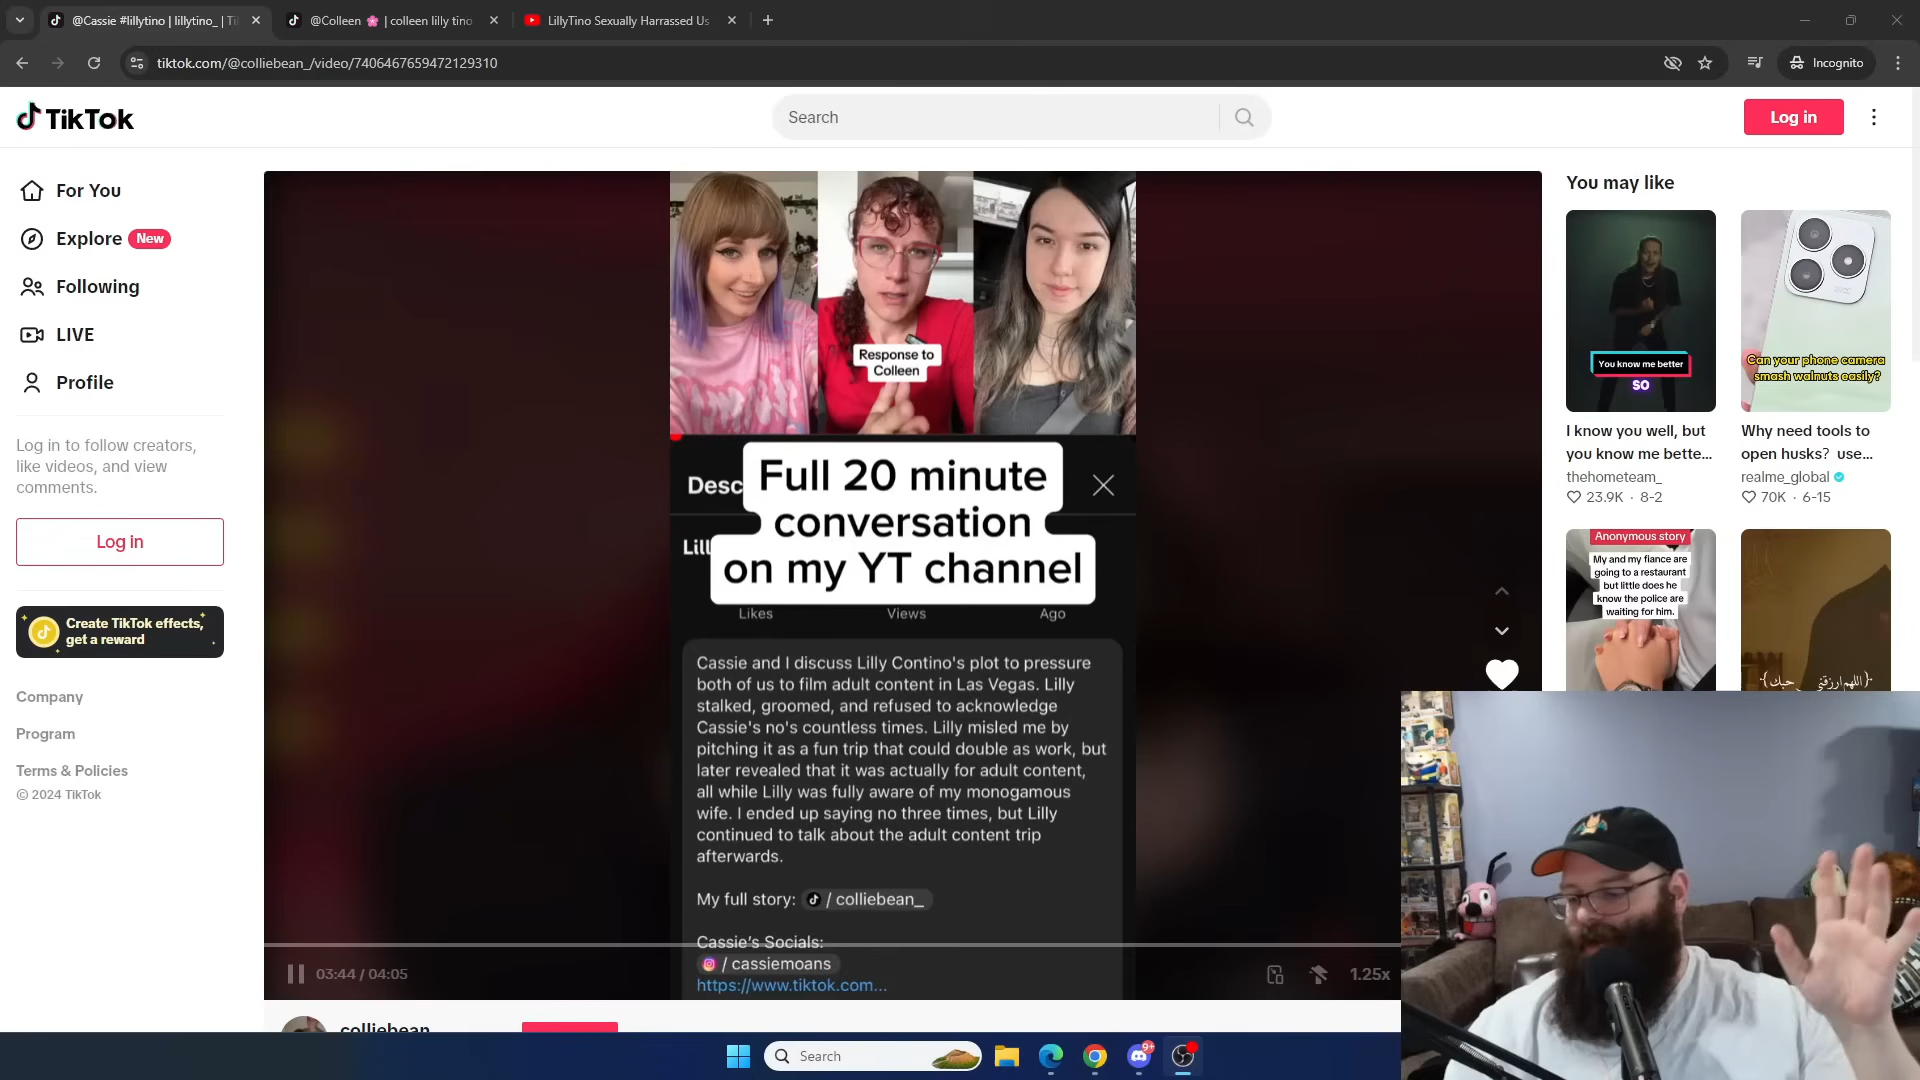 @Cassie #lillytino | lillytino_ | Ti
@Colleen 🌸 | colleen lilly tino
LillyTino Sexually Harrassed Us
tiktok.com/@colliebean_/video/7406467659472129310
Incognito
TikTok
Search
Log in
For You
Explore New
Following
LIVE
Profile
Log in to follow creators,
like videos, and view
comments.
Log in
Create TikTok effects,
get a reward
Company
Program
Terms & Policies
© 2024 TikTok
Response to
Colleen
Desc
Lill
Full 20 minute
conversation
on my YT channel
Likes Views Ago
Cassie and I discuss Lilly Contino's plot to pressure
both of us to film adult content in Las Vegas. Lilly
stalked, groomed, and refused to acknowledge
Cassie's no's countless times. Lilly misled me by
pitching it as a fun trip that could double as work, but
later revealed that it was actually for adult content,
all while Lilly was fully aware of my monogamous
wife. I ended up saying no three times, but Lilly
continued to talk about the adult content trip
afterwards.
My full story: / colliebean_
Cassie's Socials:
/ cassiemoans
https://www.tiktok.com...
03:44 / 04:05
1.25x
colliebean_
You may like
You know me better
SO
I know you well, but
you know me bette...
thehometeam_
23.9K · 8-2
Can your phone camera
smash walnuts easily?
Why need tools to
open husks? use...
realme_global
70K · 6-15
Anonymous story
My and my fiance are
going to a restaurant
but little does he
know the police are
waiting for him.
Search
9+